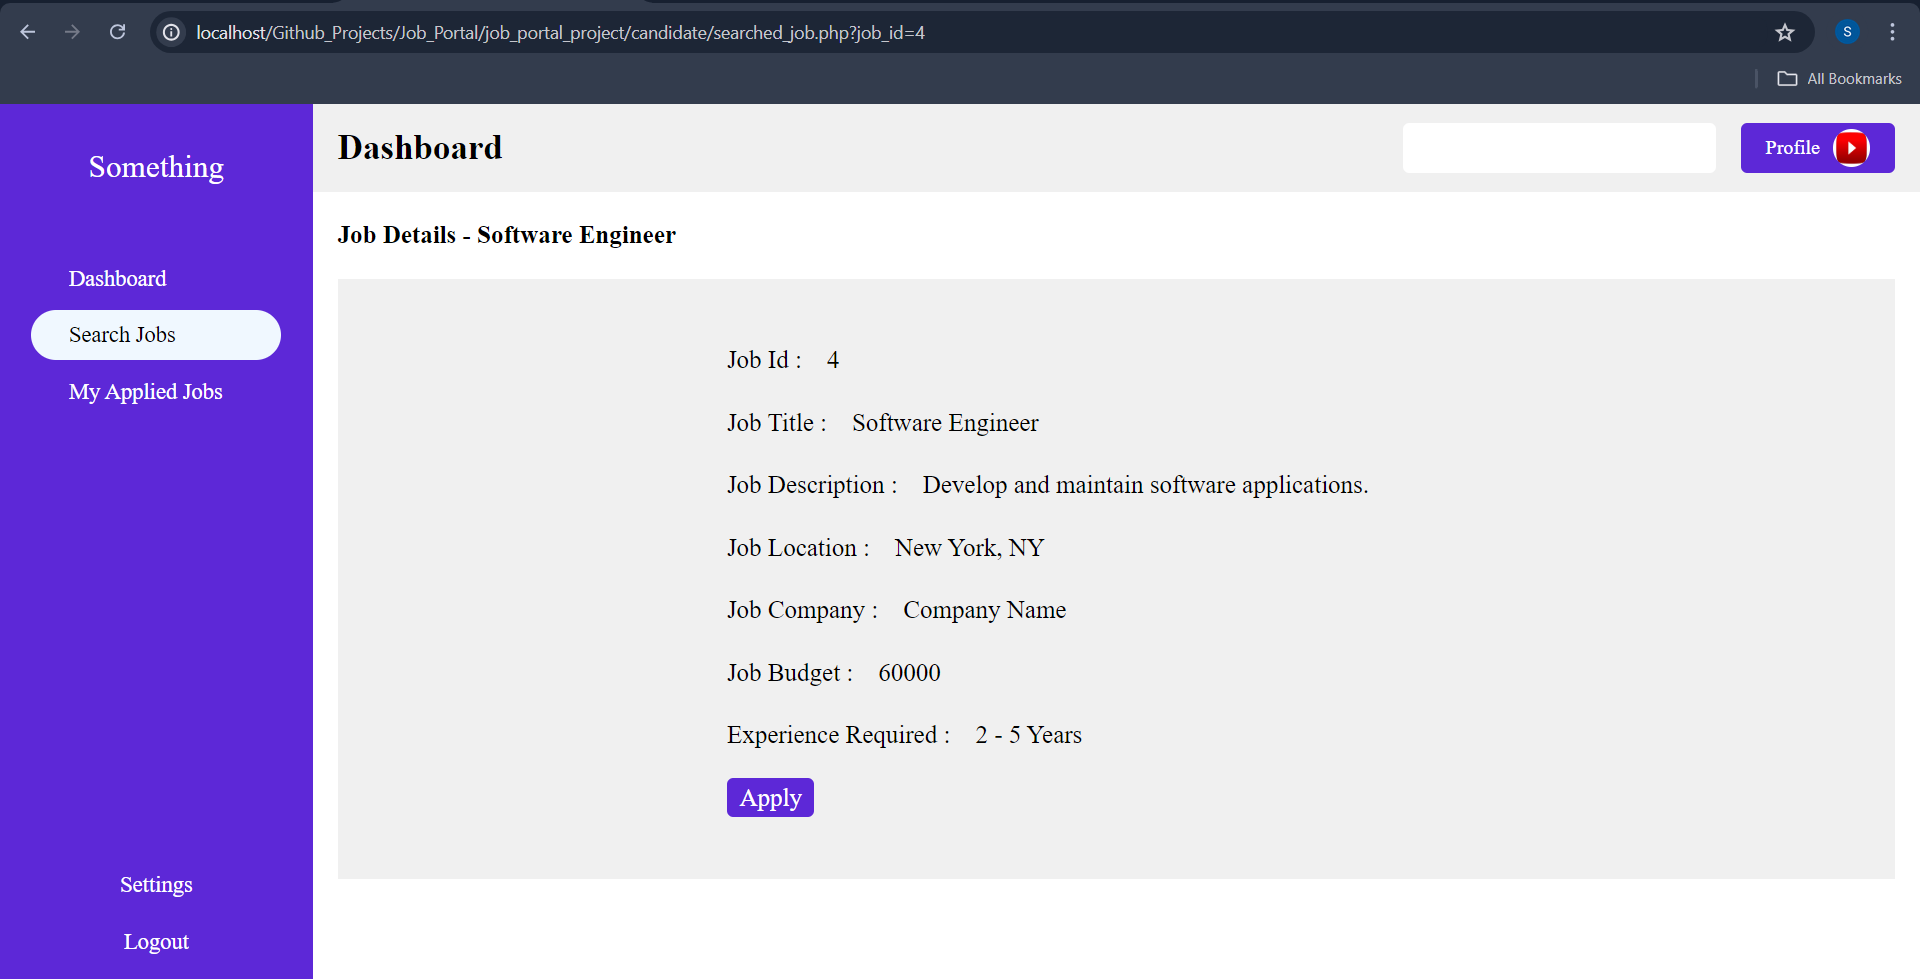 localhost/Github_Projects/Job_Portal/job_portal_project/candidate/searched_job.php?job_id=4
S
All Bookmarks
Something
Dashboard
Search Jobs
My Applied Jobs
Settings
Logout
Dashboard
Profile
Job Details - Software Engineer
Job Id : 4
Job Title : Software Engineer
Job Description : Develop and maintain software applications.
Job Location : New York, NY
Job Company : Company Name
Job Budget : 60000
Experience Required : 2 - 5 Years
Apply